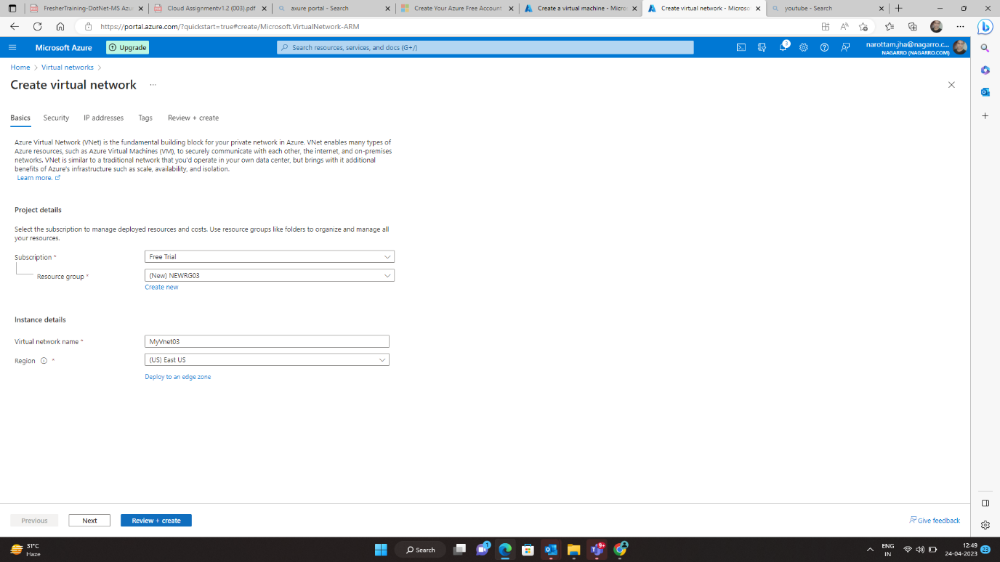 FresherTraining-DotNet-MS Azu
Cloud Assignmentv1.2 (003).pdf
axure portal - Search
Create Your Azure Free Account
Create a virtual machine - Micro
Create virtual network - Microso
youtube - Search
https://portal.azure.com/?quickstart=true#create/Microsoft.VirtualNetwork-ARM
Microsoft Azure
Upgrade
Search resources, services, and docs (G+/)
3
narottam.jha@nagarro.c...
NAGARRO (NAGARRO.COM)
Home > Virtual networks >
Create virtual network ...
Basics Security IP addresses Tags Review + create
Azure Virtual Network (VNet) is the fundamental building block for your private network in Azure. VNet enables many types of
Azure resources, such as Azure Virtual Machines (VM), to securely communicate with each other, the internet, and on-premises
networks. VNet is similar to a traditional network that you'd operate in your own data center, but brings with it additional
benefits of Azure's infrastructure such as scale, availability, and isolation.
Learn more.
Project details
Select the subscription to manage deployed resources and costs. Use resource groups like folders to organize and manage all
your resources.
Subscription * Free Trial
Resource group * (New) NEWRG03
Create new
Instance details
Virtual network name * MyVnet03
Region * (US) East US
Deploy to an edge zone
Previous Next Review + create Give feedback
31°C
Haze
Search
1
9+
ENG
IN
12:49
24-04-2023
23